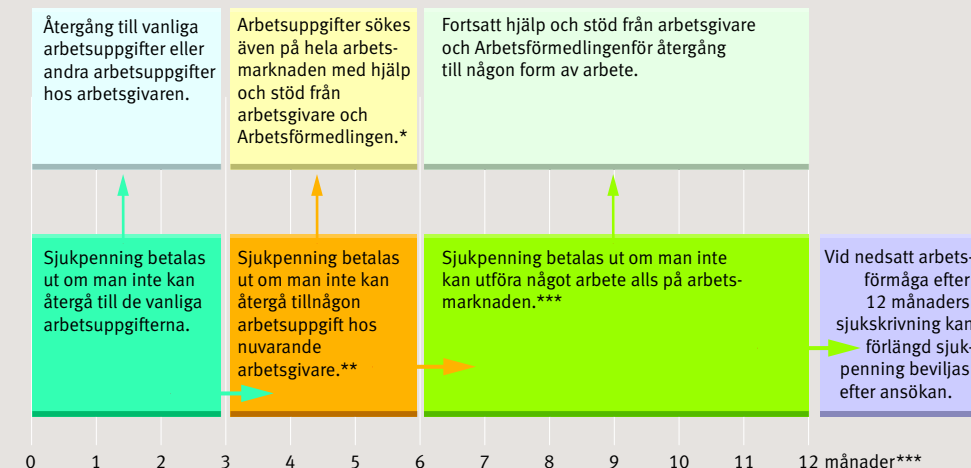 Återgång till vanliga
arbetsuppgifter eller
andra arbetsuppgifter
hos arbetsgivaren.
Arbetsuppgifter sökes
även på hela arbets-
marknaden med hjälp
och stöd från
arbetsgivare och
Arbetsförmedlingen.*
Fortsatt hjälp och stöd från arbetsgivare
och Arbetsförmedlingenför återgång
till någon form av arbete.
Sjukpenning betalas
ut om man inte kan
återgå till de vanliga
arbetsuppgifterna.
Sjukpenning betalas
ut om man inte kan
återgå tillnågon
arbetsuppgift hos
nuvarande
arbetsgivare.**
Sjukpenning betalas ut om man inte
kan utföra något arbete alls på arbets-
marknaden.***
Vid nedsatt arbets-
förmåga efter
12 månaders
sjukskrivning kan
förlängd sjuk-
penning beviljas
efter ansökan.
0 1 2 3 4 5 6 7 8 9 10 11 12 månader***